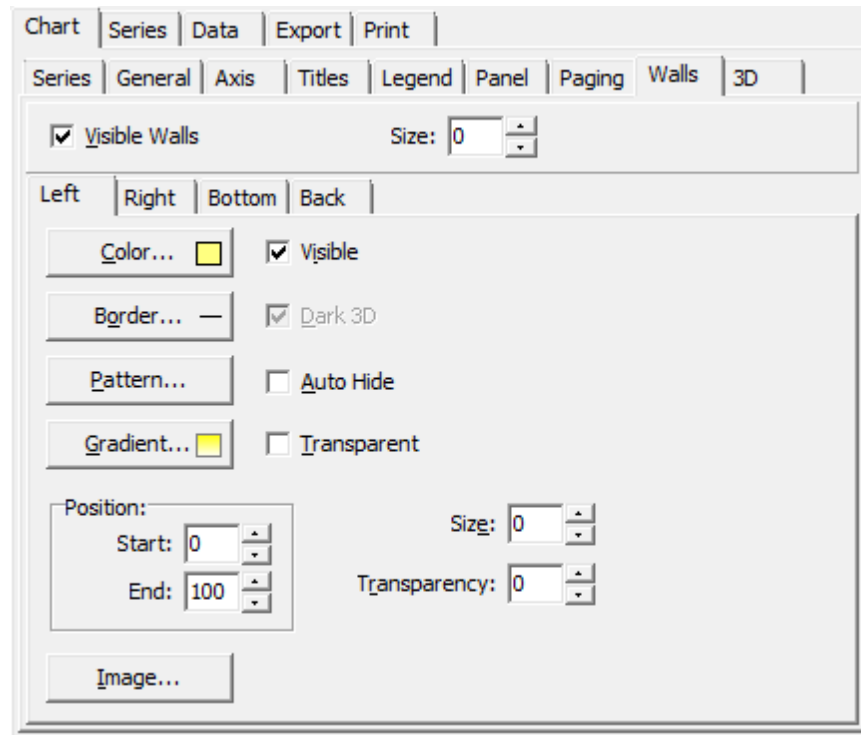 Chart Series Data Export Print
Series General Axis Titles Legend Panel Paging Walls 3D
Visible Walls Size: 0
Left Right Bottom Back
Color... Visible
Border... Dark 3D
Pattern... Auto Hide
Gradient... Transparent
Position:
Start: 0 Size: 0
End: 100 Transparency: 0
Image...